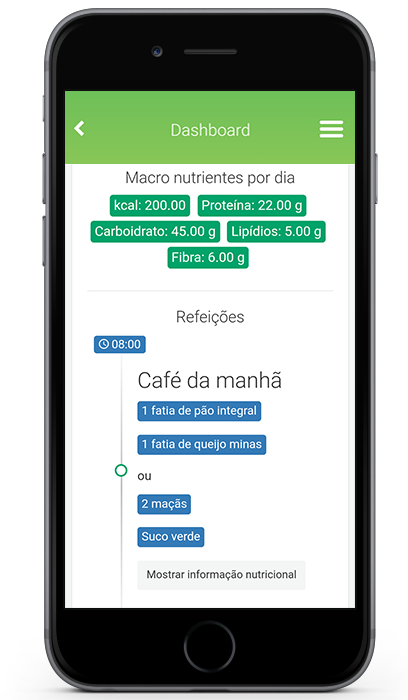 Dashboard
Macro nutrientes por dia
kcal: 200.00 Proteína: 22.00 g
Carboidrato: 45.00 g Lipídios: 5.00 g
Fibra: 6.00 g
Refeições
08:00
Café da manhã
1 fatia de pão integral
1 fatia de queijo minas
ou
2 maçãs
Suco verde
Mostrar informação nutricional